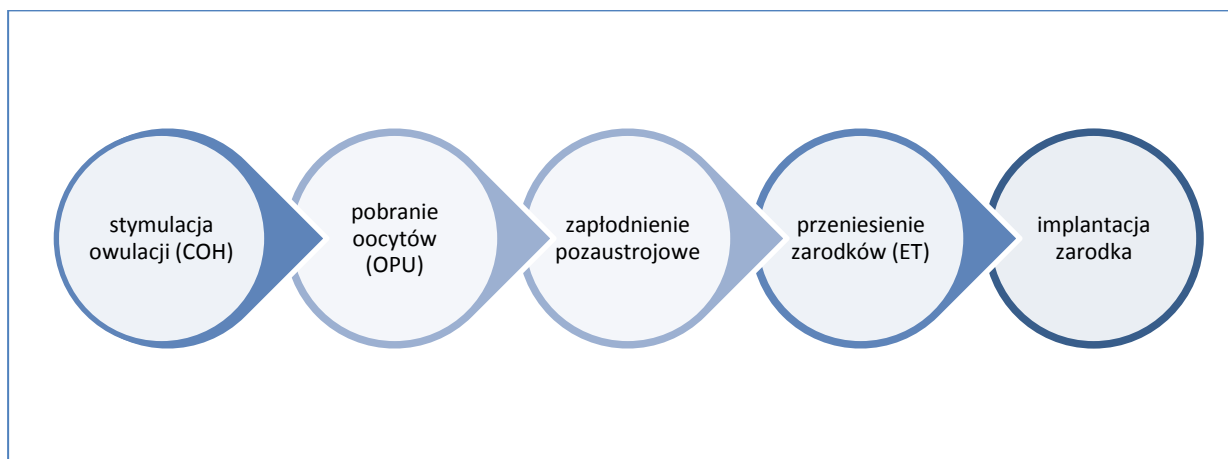 stymulacja
owulacji (COH)
pobranie
oocytów
(OPU)
zapłodnienie
pozaustrojowe
przeniesienie
zarodków (ET)
implantacja
zarodka